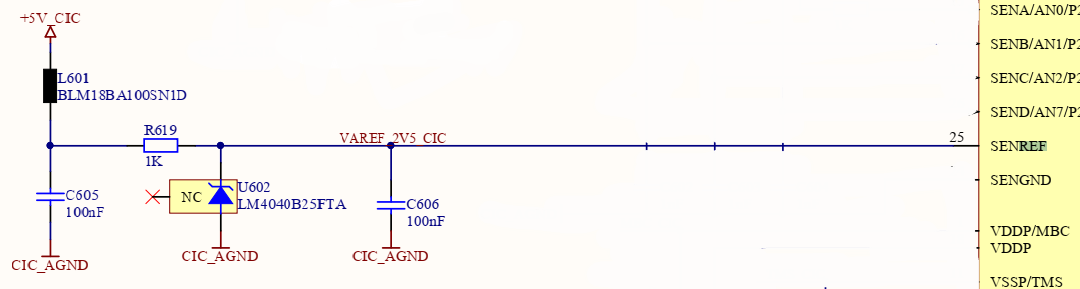 +5V_CIC
L601
BLM18BA100SN1D
R619
1K
VAREF_2V5_CIC
C605
100nF
CIC_AGND
NC
U602
LM4040B25FTA
CIC_AGND
C606
100nF
CIC_AGND
25
SENA/AN0/P2
SENB/AN1/P2
SENC/AN2/P2
SEND/AN7/P2
SENREF
SENGND
VDDP/MBC
VDDP
VSSP/TMS